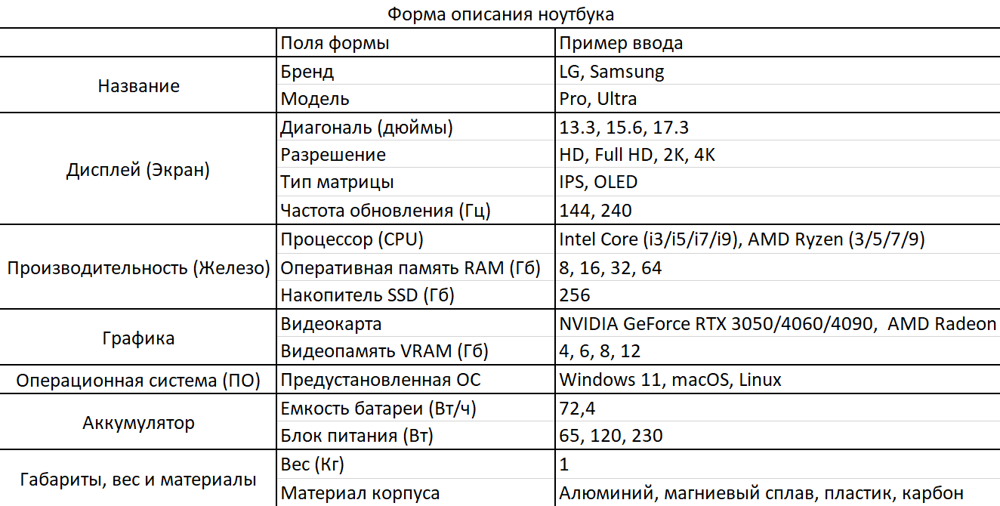 Форма описания ноутбука
Поля формы Пример ввода
Название
Бренд LG, Samsung
Модель Pro, Ultra
Дисплей (Экран)
Диагональ (дюймы) 13.3, 15.6, 17.3
Разрешение HD, Full HD, 2K, 4K
Тип матрицы IPS, OLED
Частота обновления (Гц) 144, 240
Производительность (Железо)
Процессор (CPU) Intel Core (i3/i5/i7/i9), AMD Ryzen (3/5/7/9)
Оперативная память RAM (Гб) 8, 16, 32, 64
Накопитель SSD (Гб) 256
Графика
Видеокарта NVIDIA GeForce RTX 3050/4060/4090, AMD Radeon
Видеопамять VRAM (Гб) 4, 6, 8, 12
Операционная система (ПО) Предустановленная ОС Windows 11, macOS, Linux
Аккумулятор
Емкость батареи (Вт/ч) 72,4
Блок питания (Вт) 65, 120, 230
Габариты, вес и материалы
Вес (Кг) 1
Материал корпуса Алюминий, магниевый сплав, пластик, карбон